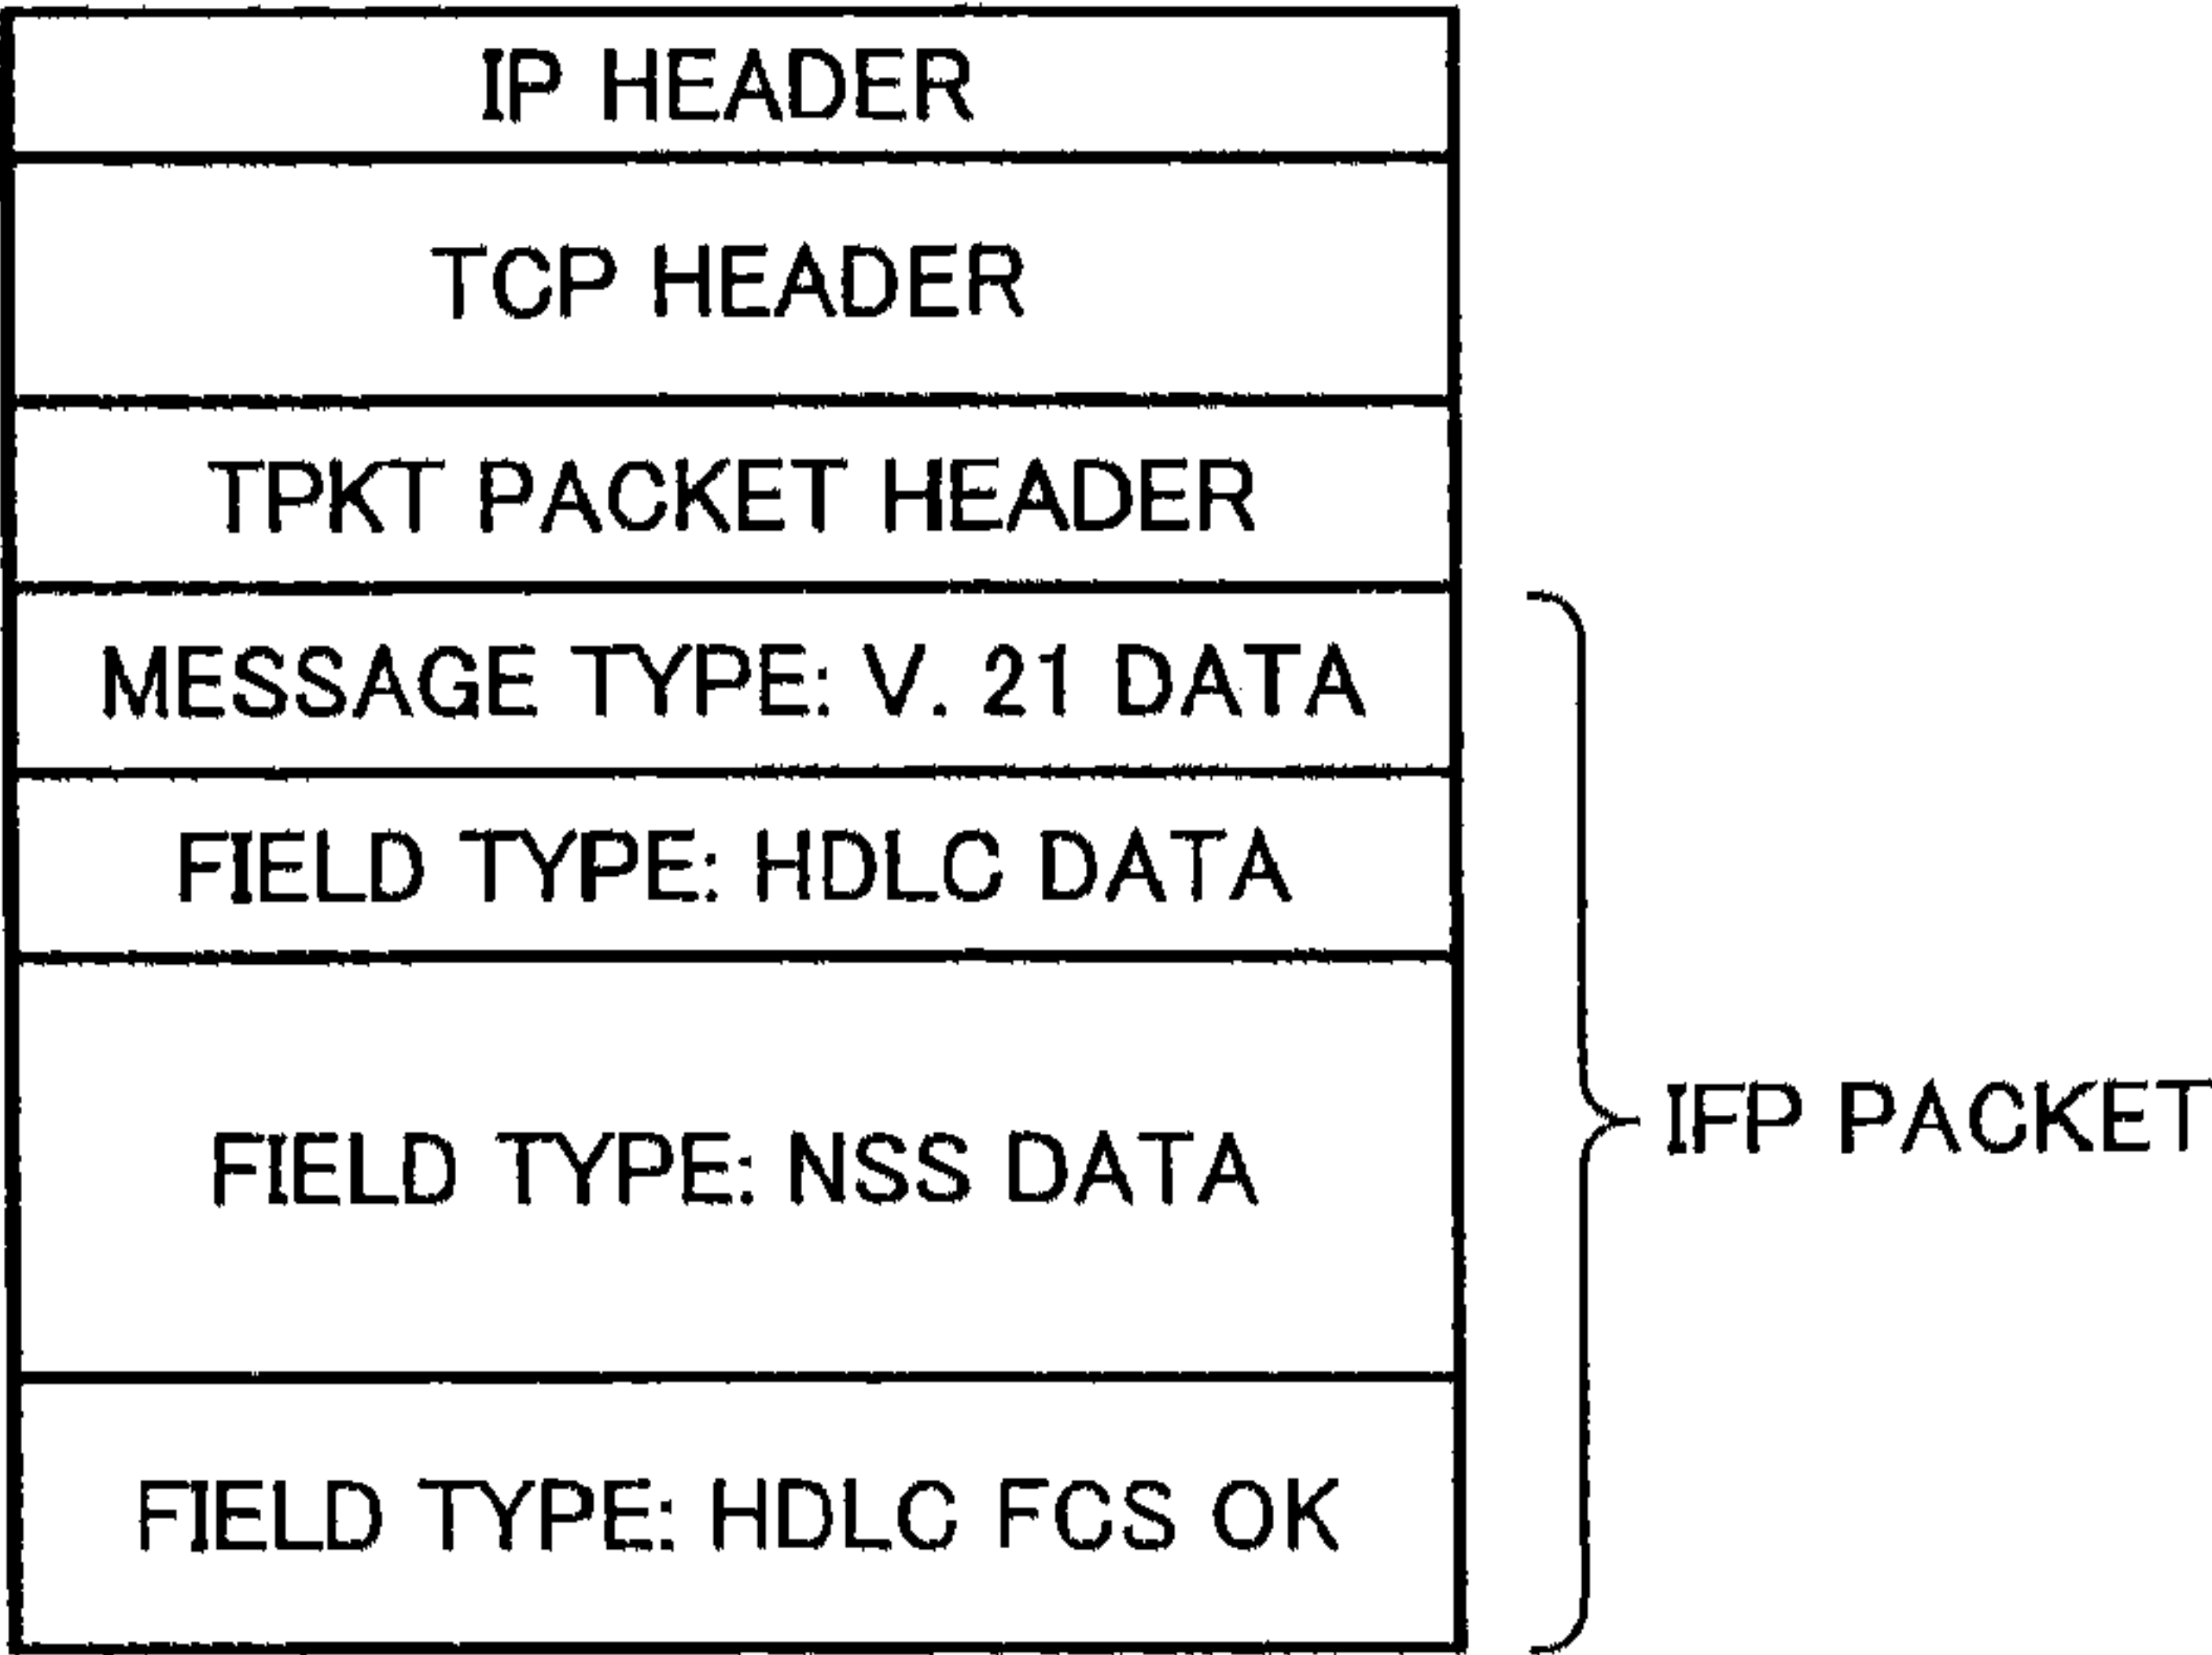 IP HEADER
TCP HEADER
TPKT PACKET HEADER
MESSAGE TYPE: V. 21 DATA
FIELD TYPE: HDLC DATA
FIELD TYPE: NSS DATA
IFP PACKET
FIELD TYPE: HDLC FCS OK